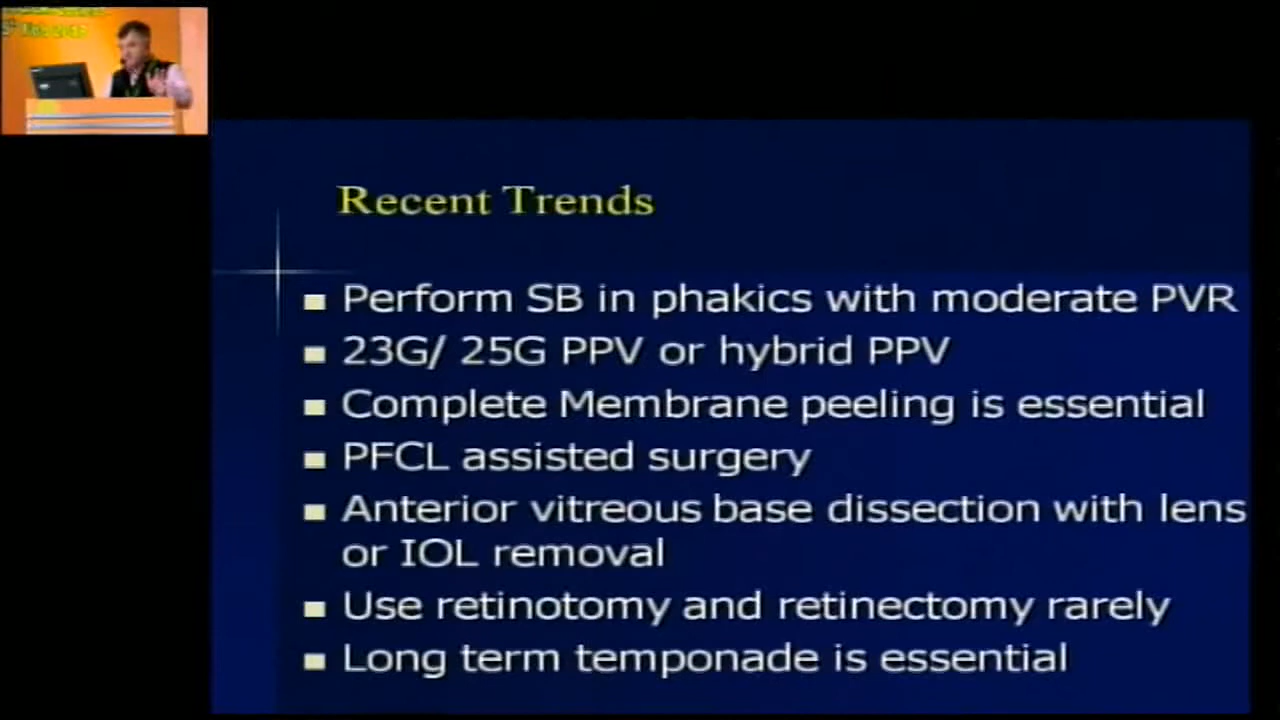 Recent Trends
Perform SB in phakics with moderate PVR
23G/ 25G PPV or hybrid PPV
Complete Membrane peeling is essential
PFCL assisted surgery
Anterior vitreous base dissection with lens
or IOL removal
Use retinotomy and retinectomy rarely
Long term temponade is essential